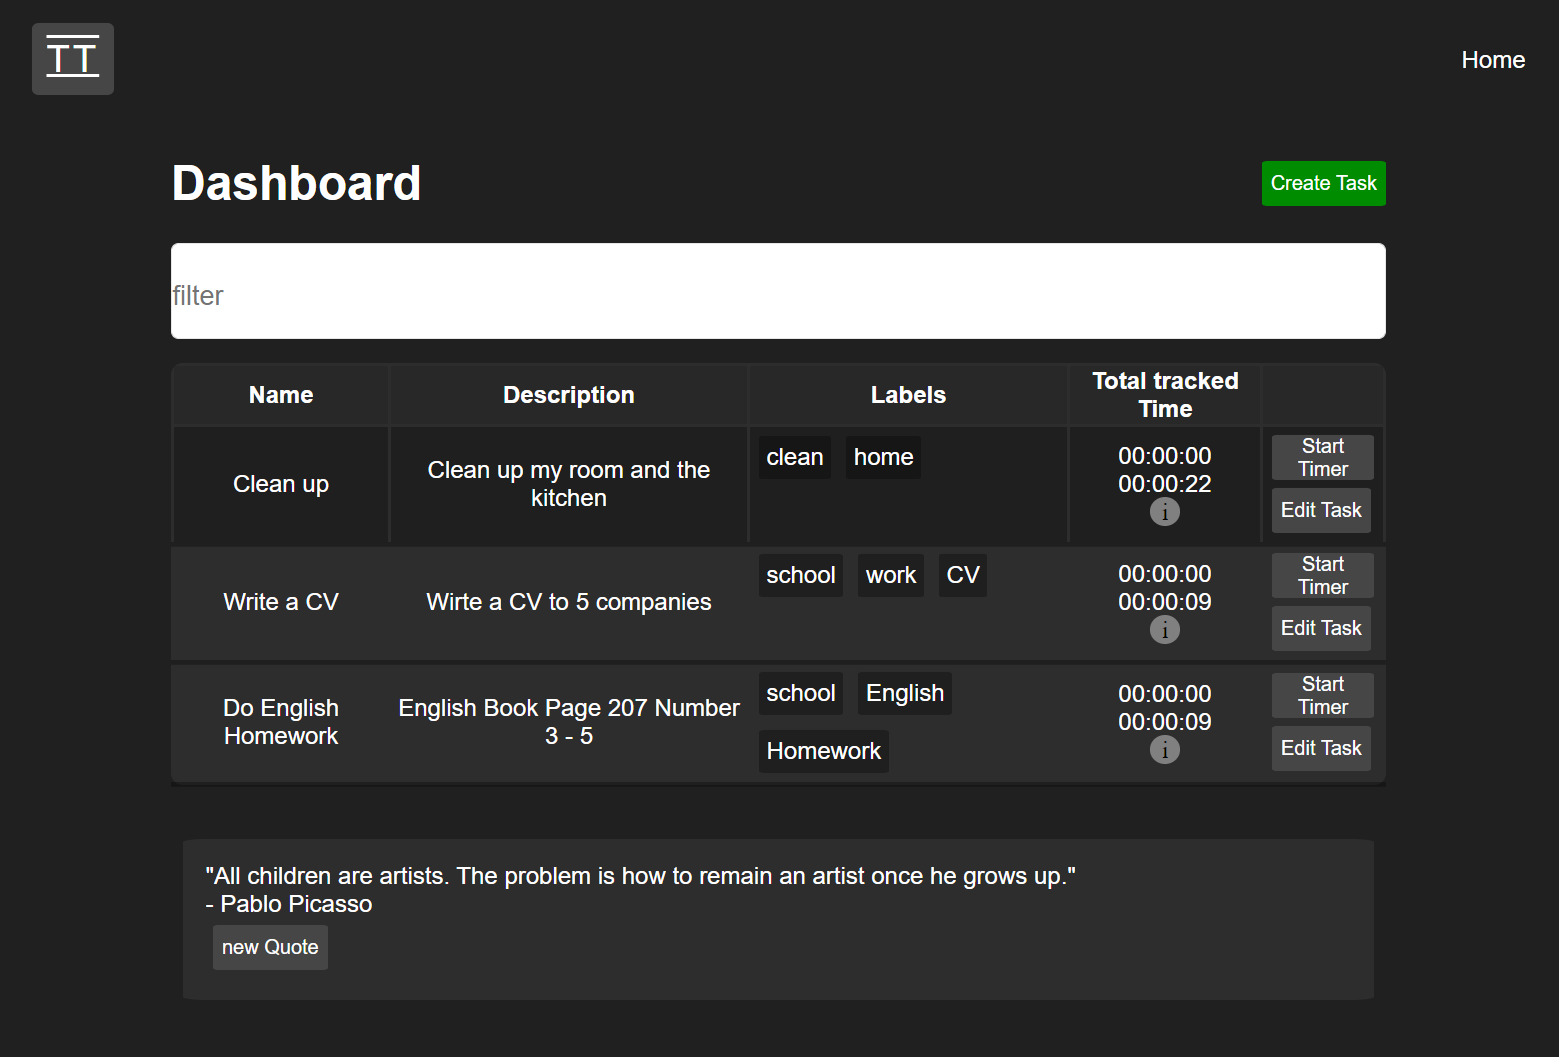 TT
Home
Dashboard
Create Task
filter
Name
Description
Labels
Total tracked
Time
Clean up
Clean up my room and the
kitchen
clean
home
00:00:00
00:00:22
i
Start
Timer
Edit Task
Write a CV
Wirte a CV to 5 companies
school
work
CV
00:00:00
00:00:09
i
Start
Timer
Edit Task
Do English
Homework
English Book Page 207 Number
3 - 5
school
English
Homework
00:00:00
00:00:09
i
Start
Timer
Edit Task
"All children are artists. The problem is how to remain an artist once he grows up."
- Pablo Picasso
new Quote